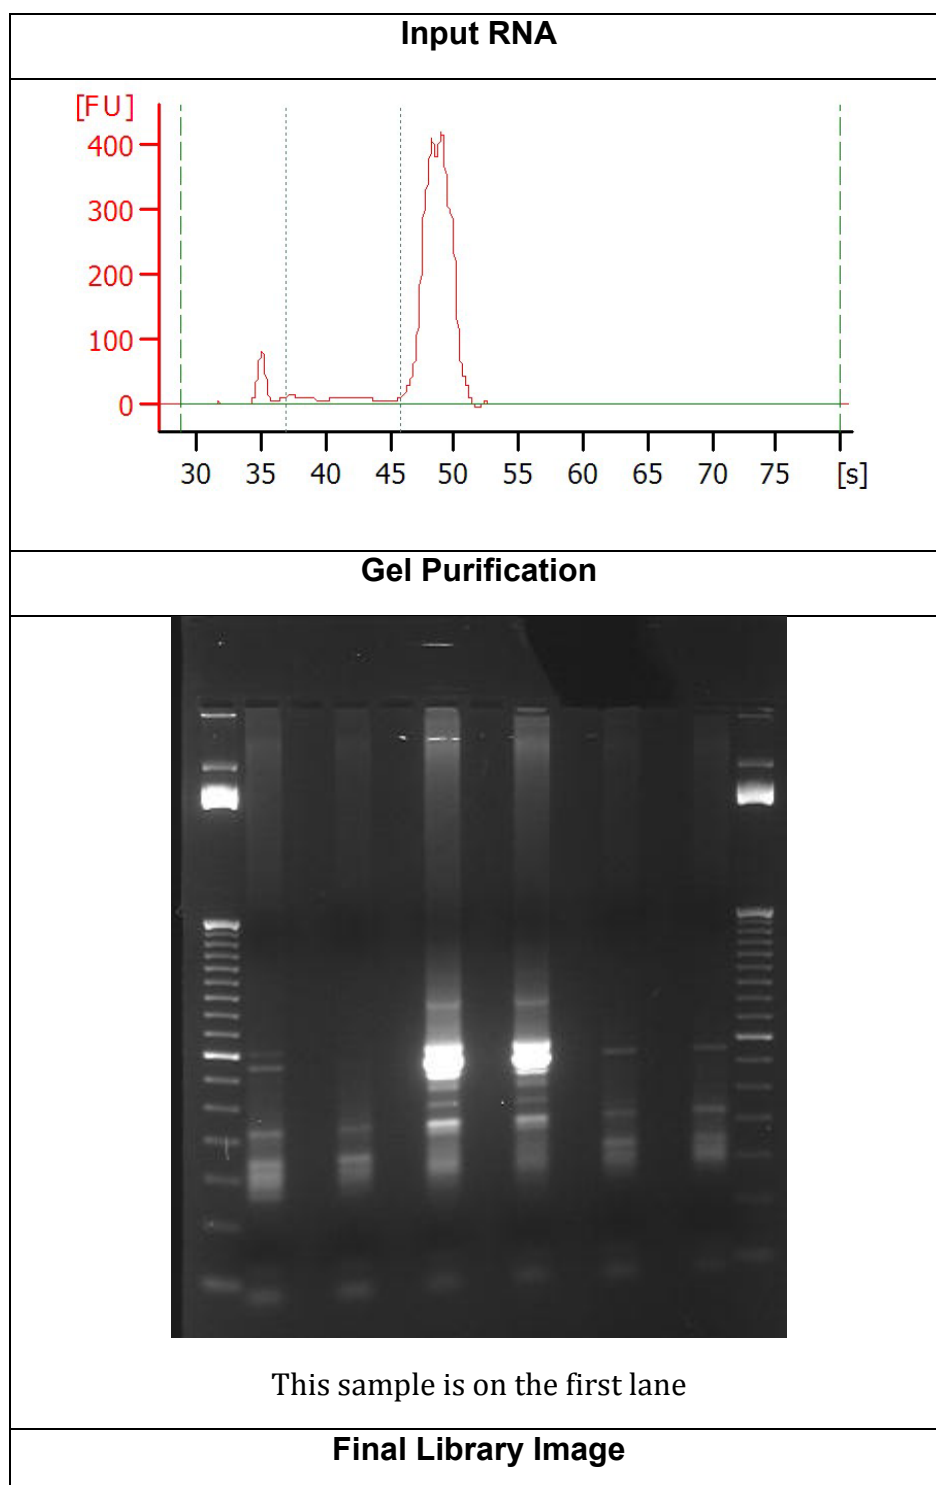 Input RNA
[FU]
400
300
200
100
0
30 35 40 45 50 55 60 65 70 75 [s]
Gel Purification
This sample is on the first lane
Final Library Image